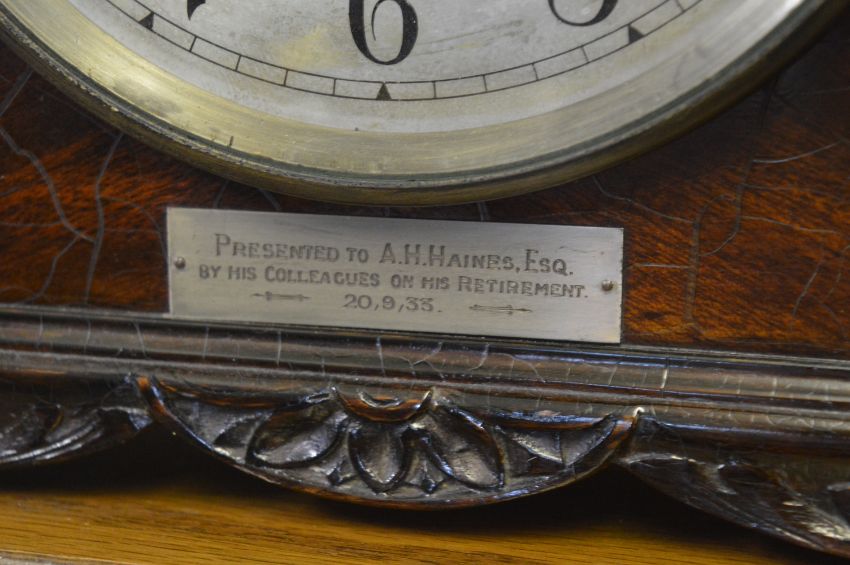 6
PRESENTED TO A.H.HAINES, ESQ.
BY HIS COLLEAGUES ON HIS RETIREMENT.
20,9,33.